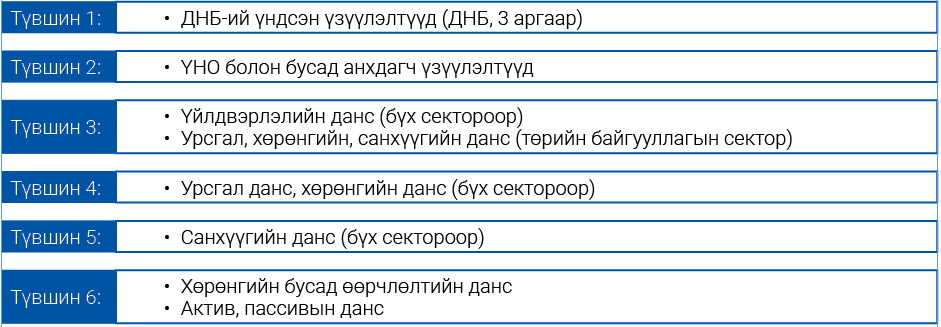 Түвшин 1:
• ДНБ-ий үндсэн үзүүлэлтүүд (ДНБ, 3 аргаар)
Түвшин 2:
• ҮНО болон бусад анхдагч үзүүлэлтүүд
Түвшин 3:
• Үйлдвэрлэлийн данс (бүх сектороор)
• Урсгал, хөрөнгийн, санхүүгийн данс (төрийн байгууллагын сектор)
Түвшин 4:
• Урсгал данс, хөрөнгийн данс (бүх сектороор)
Түвшин 5:
• Санхүүгийн данс (бүх сектороор)
Түвшин 6:
• Хөрөнгийн бусад өөрчлөлтийн данс
• Актив, пассивын данс